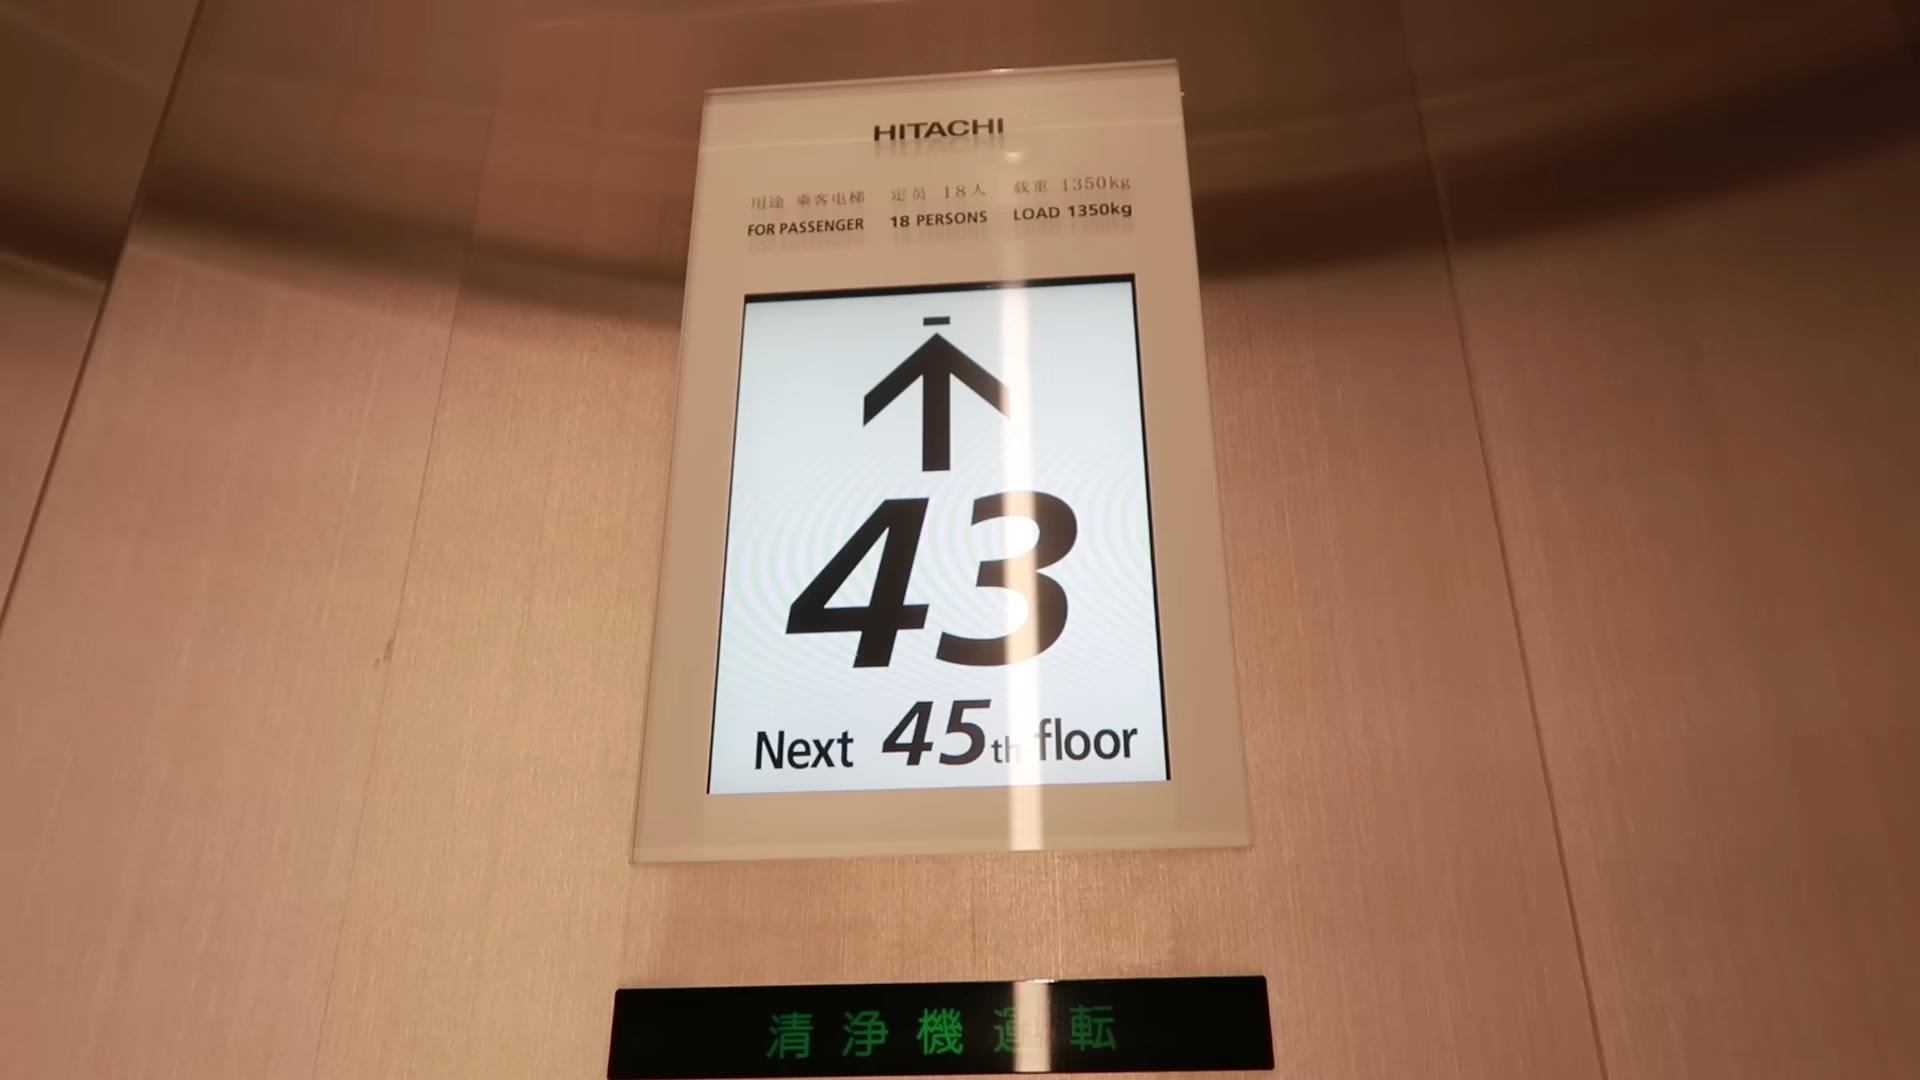 HITACHI
用途 乘客电梯 定员 18人 载重 1350kg
FOR PASSENGER 18 PERSONS LOAD 1350kg
43
Next 45th floor
清浄機運転